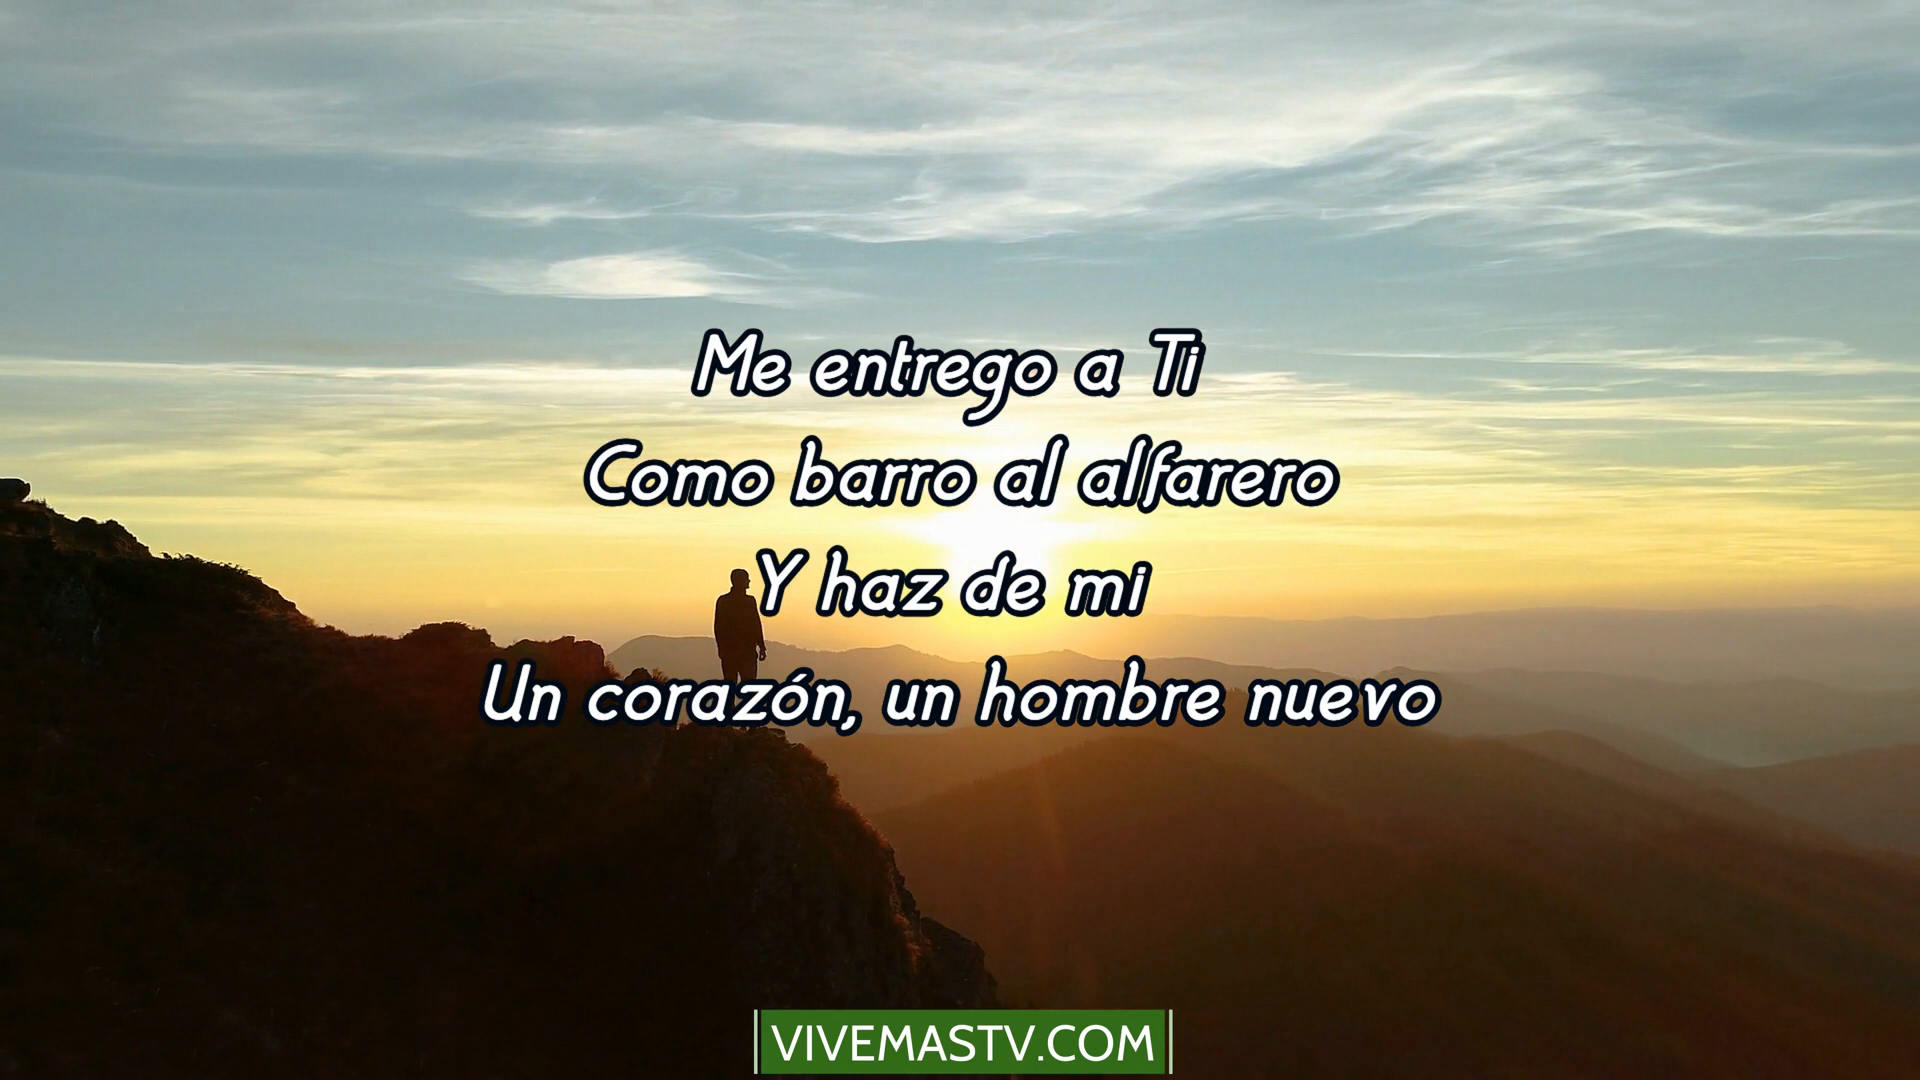 Me entrego a Ti
Como barro al alfarero
Y haz de mi
Un corazón, un hombre nuevo
VIVEMASTV.COM